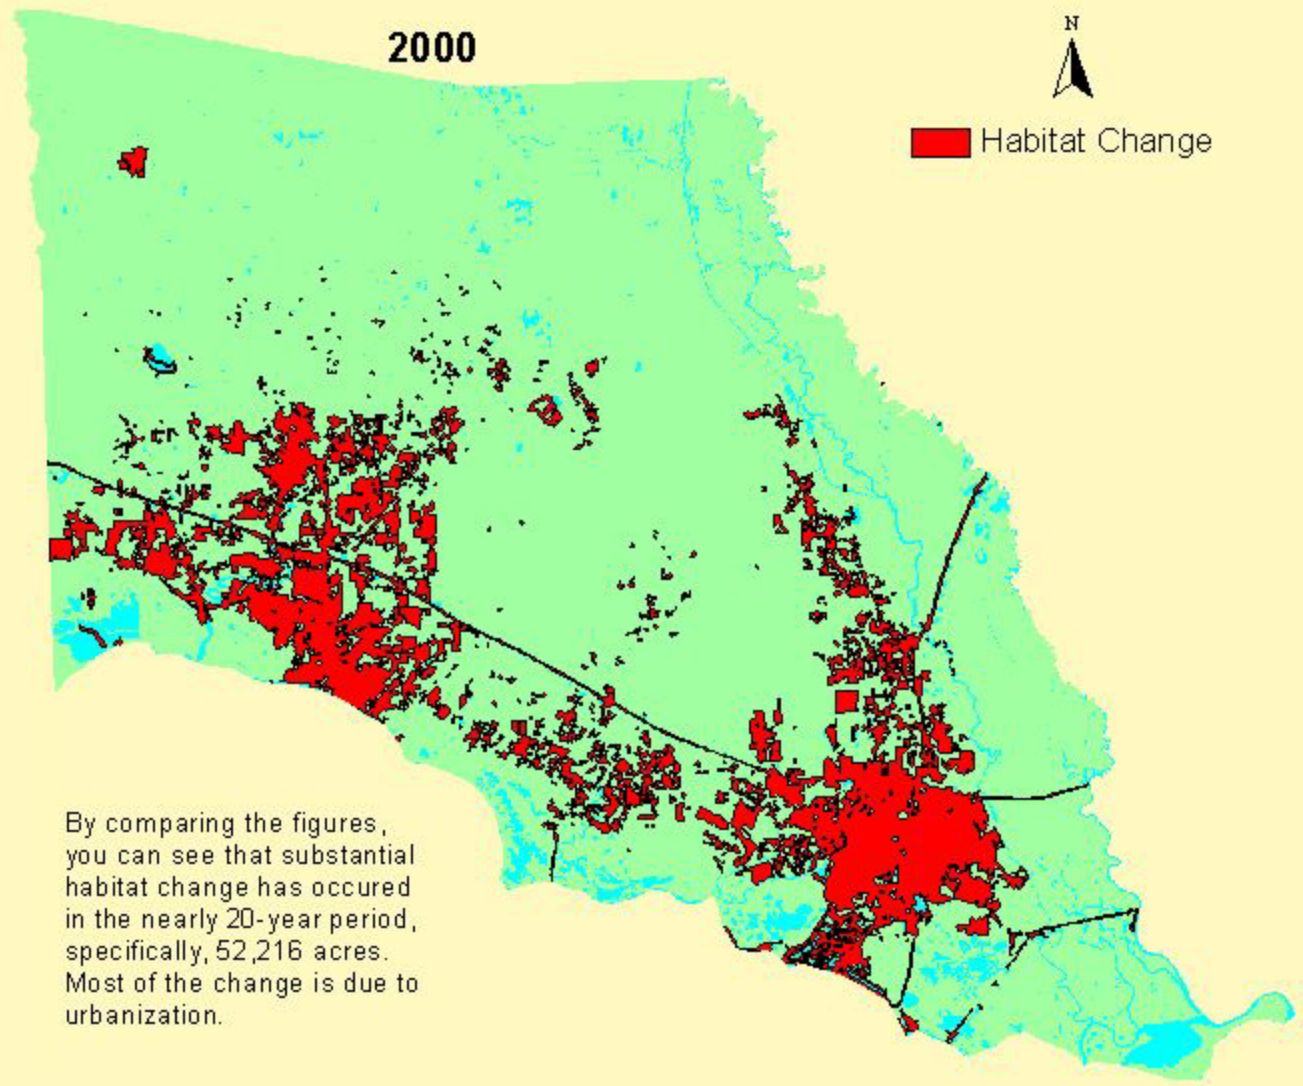 2000
N
Habitat Change
By comparing the figures,
you can see that substantial
habitat change has occured
in the nearly 20-year period,
specifically, 52,216 acres.
Most of the change is due to
urbanization.